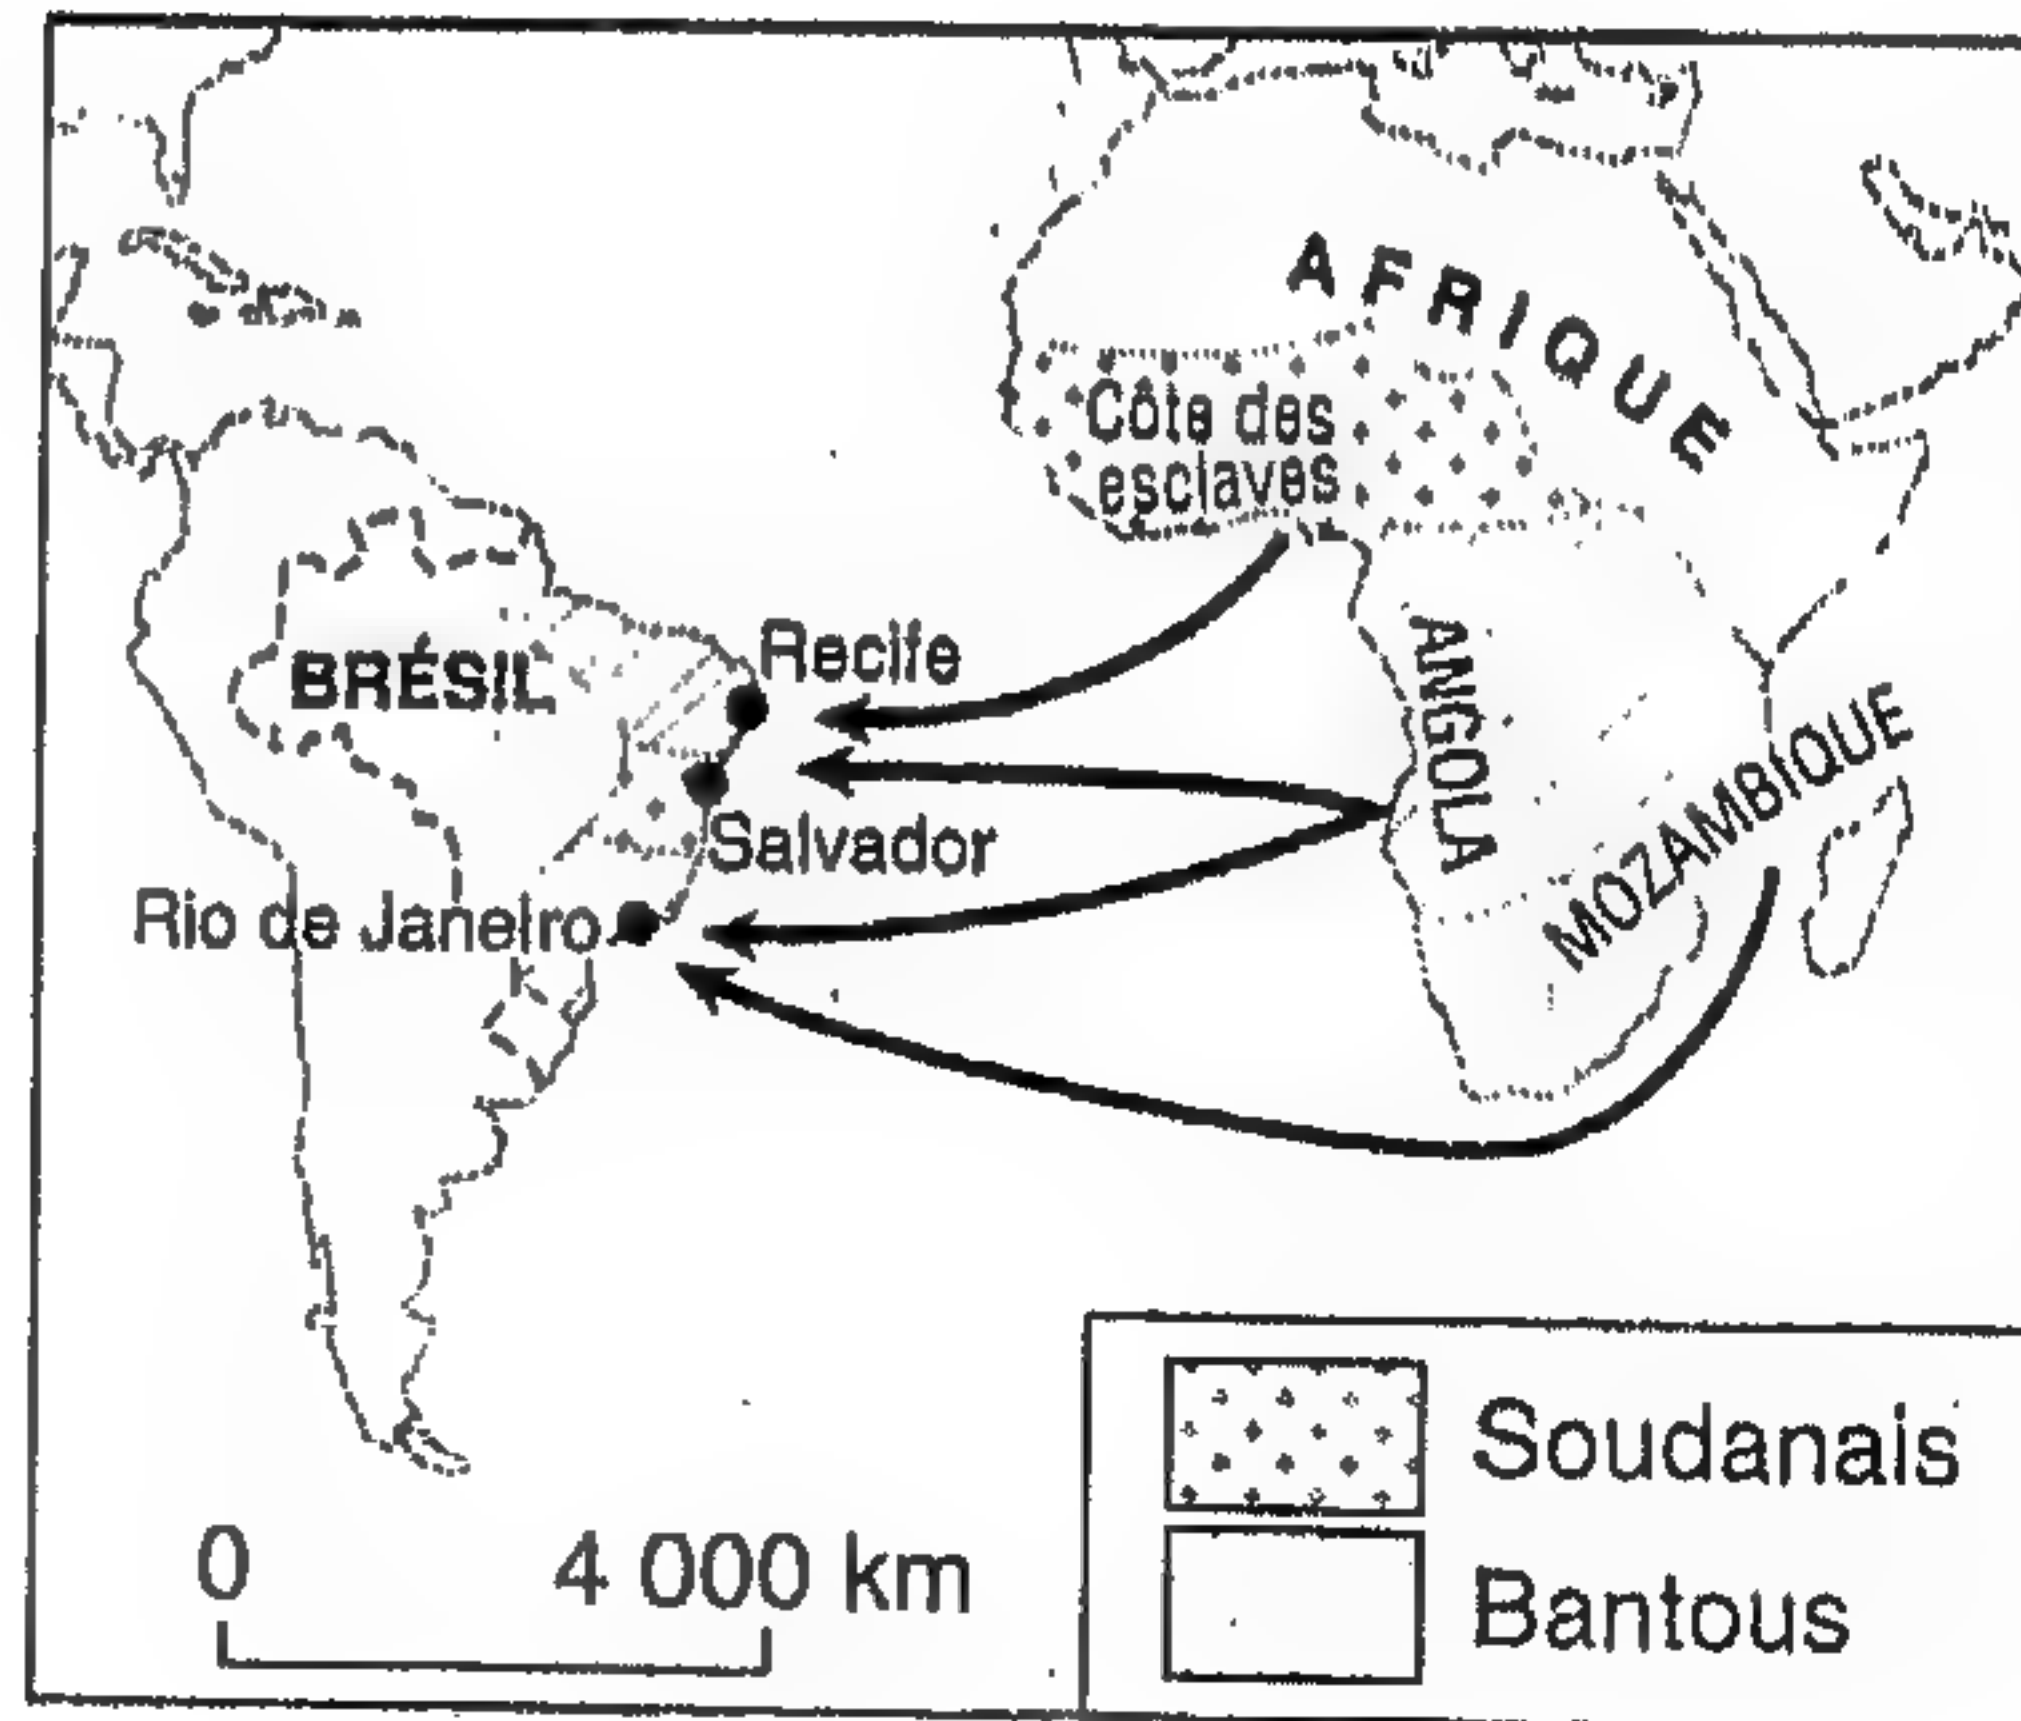 AFRIQUE
Côte des
esclaves
Recife
BRÉSIL
ANGOLA
MOZAMBIQUE
Salvador
Rio de Janeiro
Soudanais
0 4 000 km
Bantous